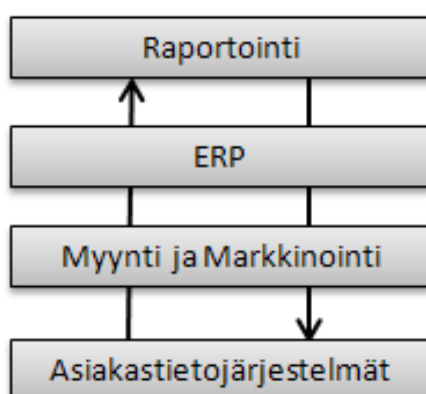 Raportointi
ERP
Myynti ja Markkinointi
Asiakastietojärjestelmät